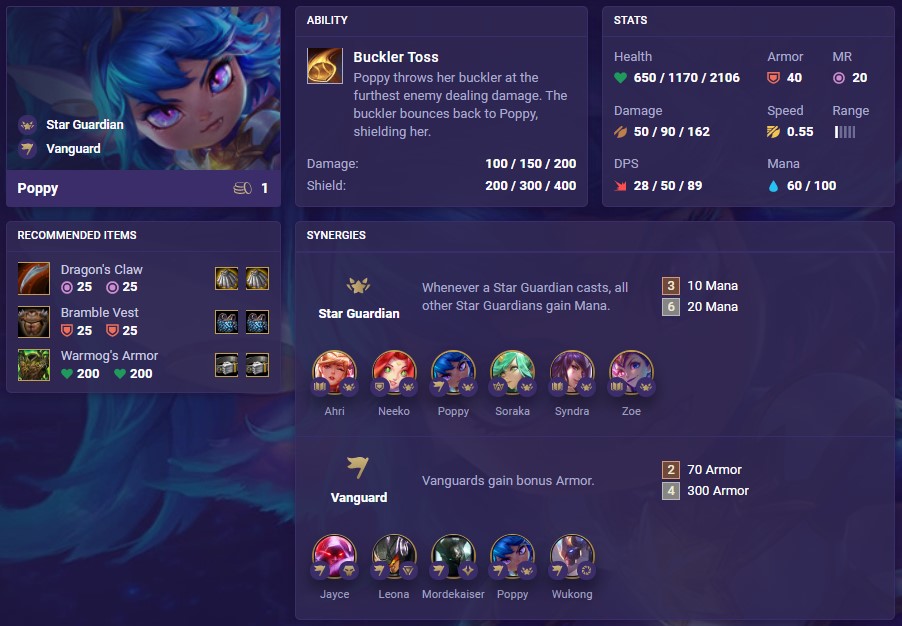 Star Guardian
Vanguard
Poppy 1
ABILITY
Buckler Toss
Poppy throws her buckler at the
furthest enemy dealing damage. The
buckler bounces back to Poppy,
shielding her.
Damage: 100 / 150 / 200
Shield: 200 / 300 / 400
STATS
Health Armor MR
650 / 1170 / 2106 40 20
Damage Speed Range
50 / 90 / 162 0.55
DPS Mana
28 / 50 / 89 60 / 100
RECOMMENDED ITEMS
Dragon's Claw
25 25
Bramble Vest
25 25
Warmog's Armor
200 200
SYNERGIES
Star Guardian
Whenever a Star Guardian casts, all
other Star Guardians gain Mana.
3 10 Mana
6 20 Mana
Ahri Neeko Poppy Soraka Syndra Zoe
Vanguard
Vanguards gain bonus Armor.
2 70 Armor
4 300 Armor
Jayce Leona Mordekaiser Poppy Wukong